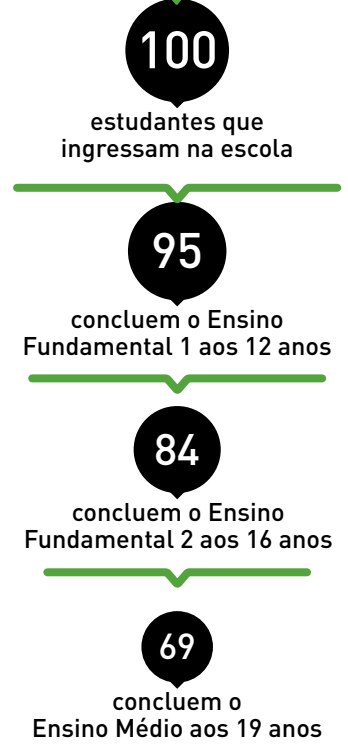 100
estudantes que
ingressam na escola
95
concluem o Ensino
Fundamental 1 aos 12 anos
84
concluem o Ensino
Fundamental 2 aos 16 anos
69
concluem o
Ensino Médio aos 19 anos